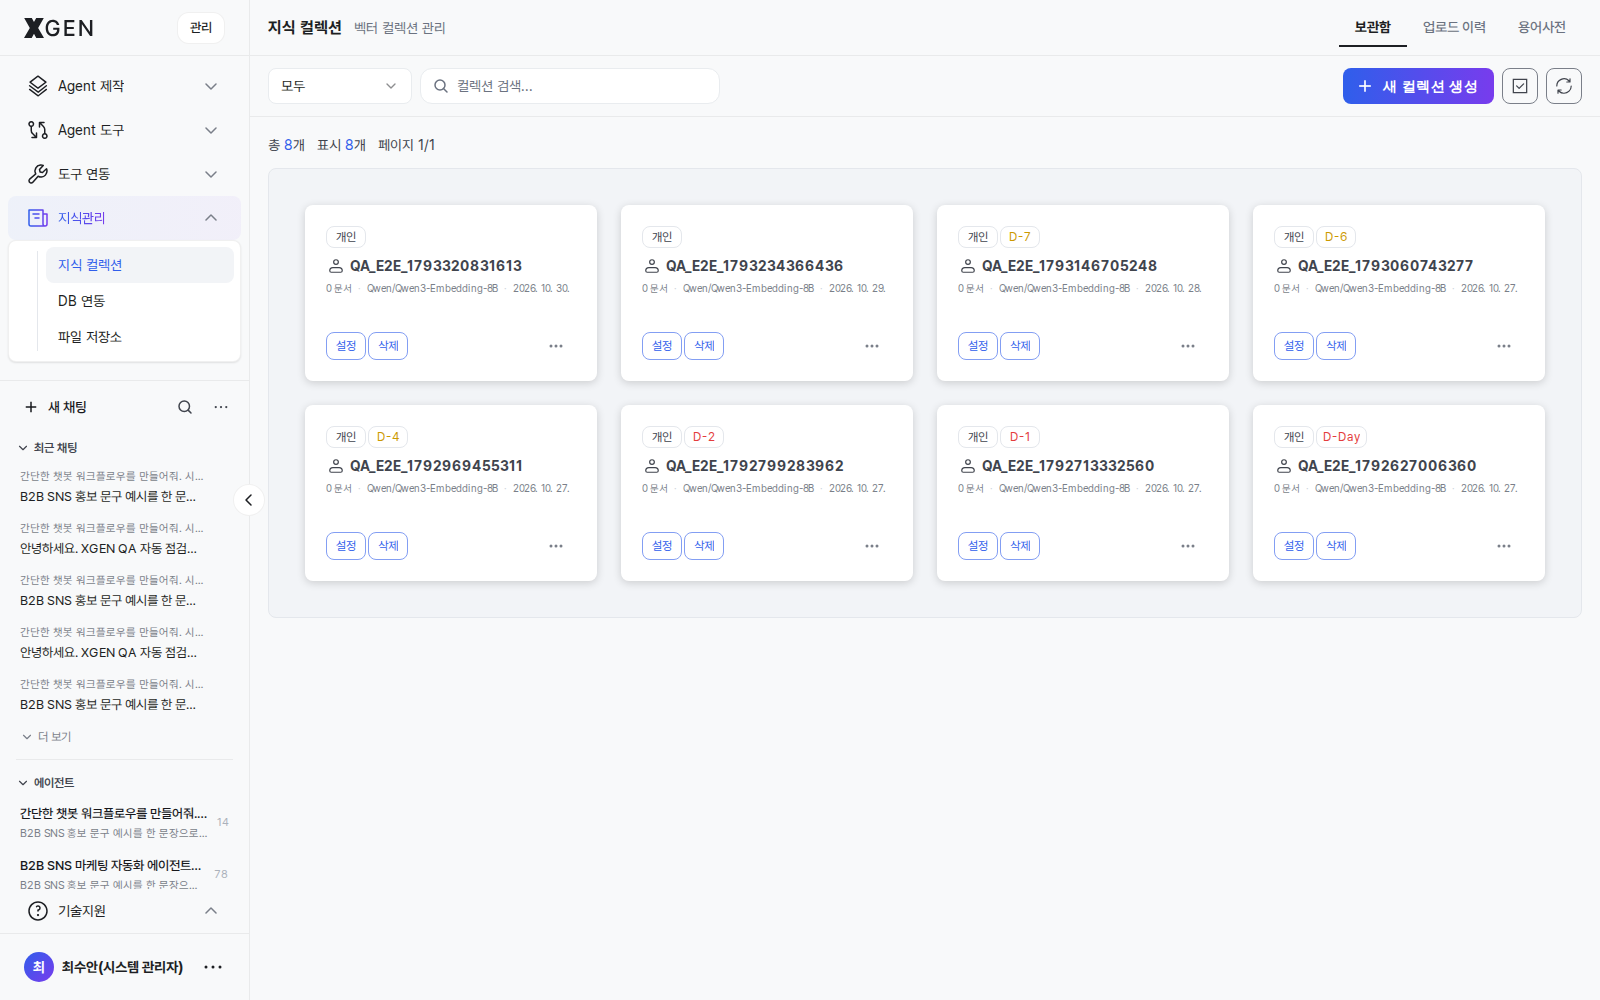 XGEN
관리
Agent 제작
Agent 도구
도구 연동
지식관리
지식 컬렉션
DB 연동
파일 저장소
새 채팅
최근 채팅
간단한 챗봇 워크플로우를 만들어줘. 시...
B2B SNS 홍보 문구 예시를 한 문...
간단한 챗봇 워크플로우를 만들어줘. 시...
안녕하세요. XGEN QA 자동 점검...
간단한 챗봇 워크플로우를 만들어줘. 시...
B2B SNS 홍보 문구 예시를 한 문...
간단한 챗봇 워크플로우를 만들어줘. 시...
안녕하세요. XGEN QA 자동 점검...
간단한 챗봇 워크플로우를 만들어줘. 시...
B2B SNS 홍보 문구 예시를 한 문...
더 보기
에이전트
간단한 챗봇 워크플로우를 만들어줘....
14
B2B SNS 홍보 문구 예시를 한 문장으로...
B2B SNS 마케팅 자동화 에이전트...
78
B2B SNS 홍보 문구 예시를 한 문장으...
기술지원
최 최수안(시스템 관리자)
지식 컬렉션 벡터 컬렉션 관리
보관함 업로드 이력 용어사전
모두
컬렉션 검색...
새 컬렉션 생성
총 8개 표시 8개 페이지 1/1
개인
QA_E2E_1793320831613
0 문서 · Qwen/Qwen3-Embedding-8B · 2026. 10. 30.
설정 삭제
개인
QA_E2E_1793234366436
0 문서 · Qwen/Qwen3-Embedding-8B · 2026. 10. 29.
설정 삭제
개인 D-7
QA_E2E_1793146705248
0 문서 · Qwen/Qwen3-Embedding-8B · 2026. 10. 28.
설정 삭제
개인 D-6
QA_E2E_1793060743277
0 문서 · Qwen/Qwen3-Embedding-8B · 2026. 10. 27.
설정 삭제
개인 D-4
QA_E2E_1792969455311
0 문서 · Qwen/Qwen3-Embedding-8B · 2026. 10. 27.
설정 삭제
개인 D-2
QA_E2E_1792799283962
0 문서 · Qwen/Qwen3-Embedding-8B · 2026. 10. 27.
설정 삭제
개인 D-1
QA_E2E_1792713332560
0 문서 · Qwen/Qwen3-Embedding-8B · 2026. 10. 27.
설정 삭제
개인 D-Day
QA_E2E_1792627006360
0 문서 · Qwen/Qwen3-Embedding-8B · 2026. 10. 27.
설정 삭제